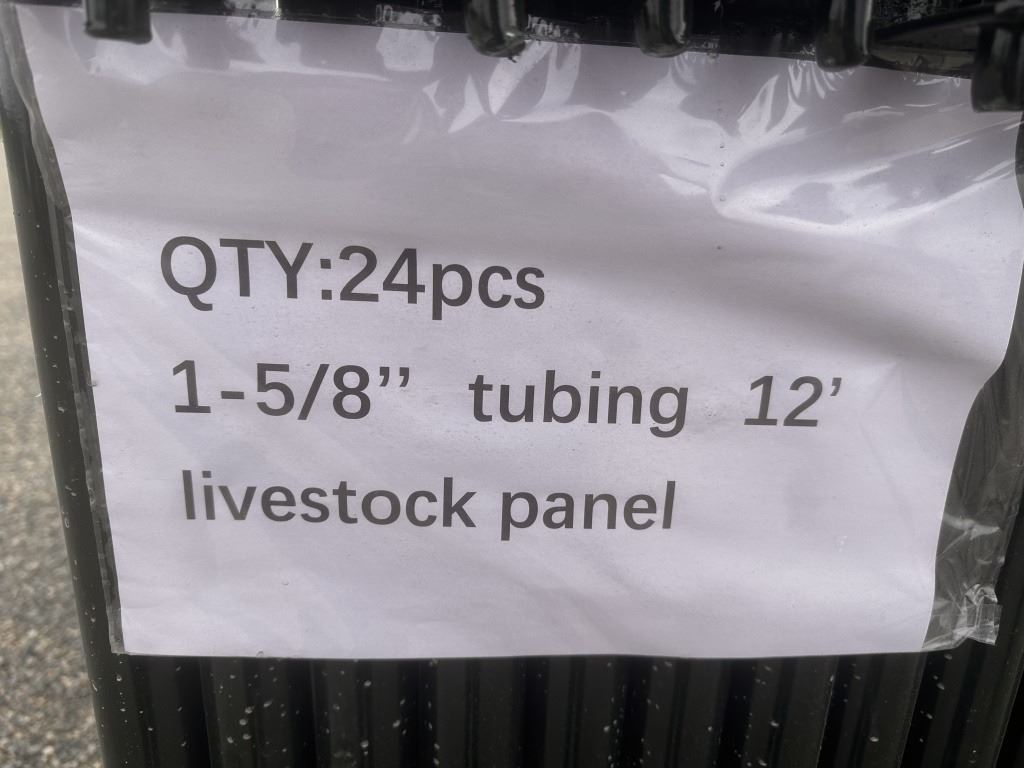 QTY:24pcs
1-5/8” tubing 12’
livestock panel